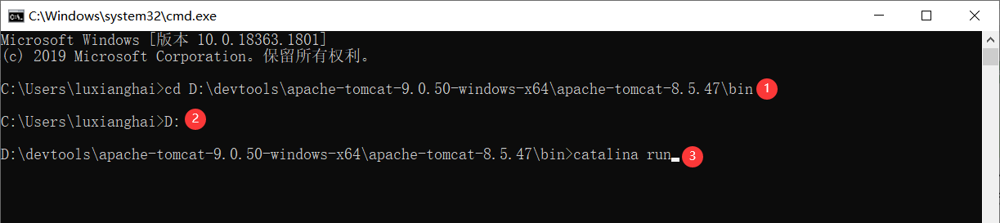 C:\Windows\system32\cmd.exe
Microsoft Windows [版本 10.0.18363.1801]
(c) 2019 Microsoft Corporation。保留所有权利。
C:\Users\luxianghai>cd D:\devtools\apache-tomcat-9.0.50-windows-x64\apache-tomcat-8.5.47\bin 1
C:\Users\luxianghai>D: 2
D:\devtools\apache-tomcat-9.0.50-windows-x64\apache-tomcat-8.5.47\bin>catalina run 3